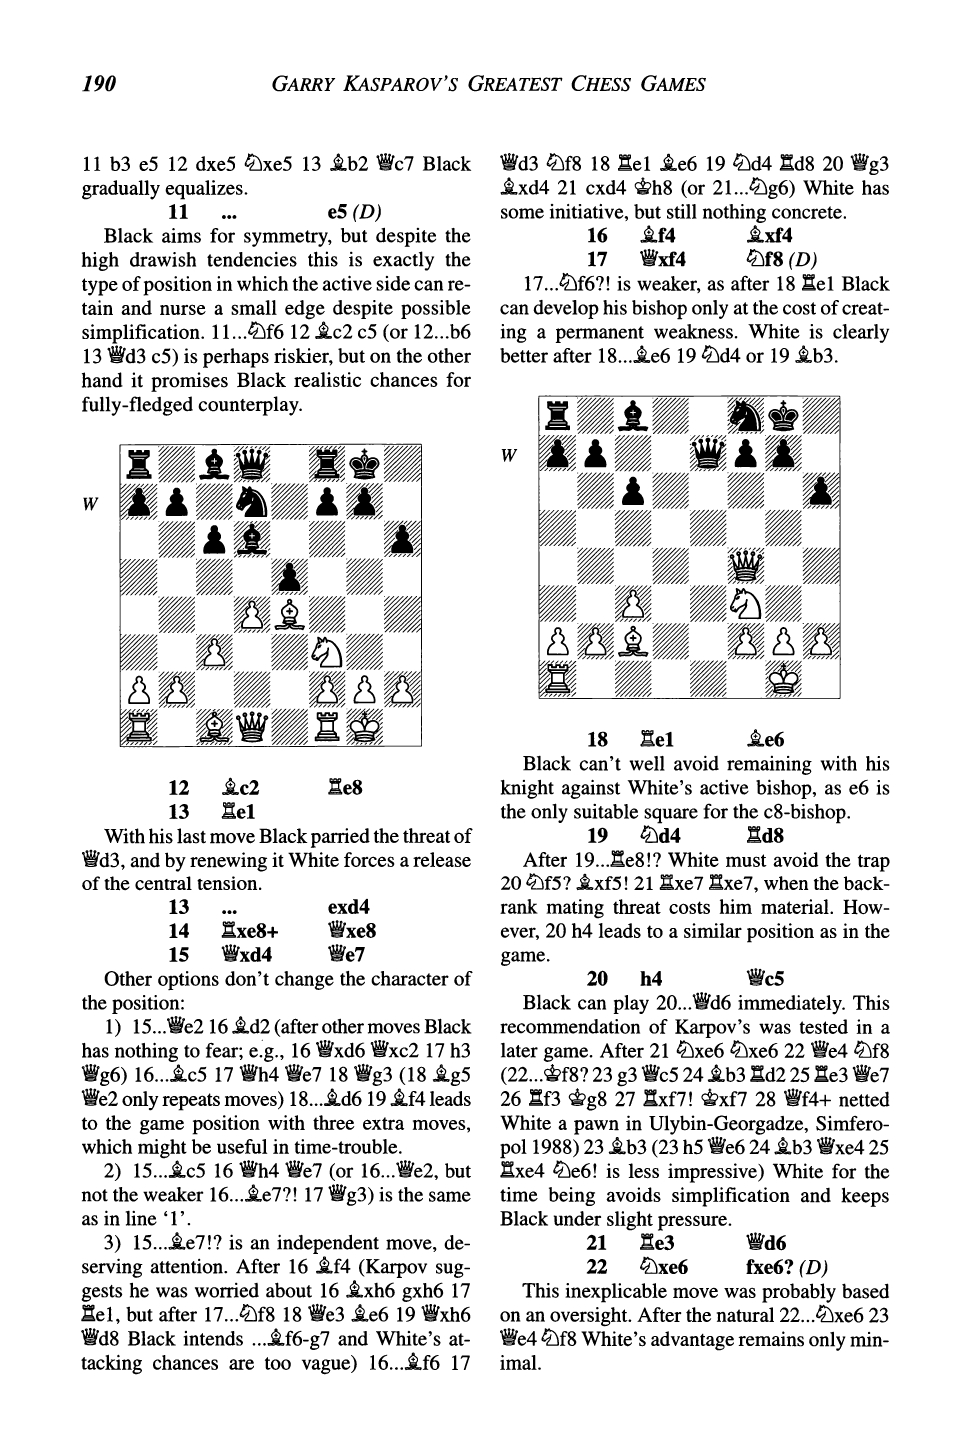 190
GARRY KASPAROV'S GREATEST CHESS GAMES
11 b3 e5 12 dxe5 ♘xe5 13 ♗b2 ♕c7 Black
gradually equalizes.
11 ... e5 (D)
Black aims for symmetry, but despite the
high drawish tendencies this is exactly the
type of position in which the active side can re-
tain and nurse a small edge despite possible
simplification. 11...♘f6 12 ♗c2 c5 (or 12...b6
13 ♕d3 c5) is perhaps riskier, but on the other
hand it promises Black realistic chances for
fully-fledged counterplay.
W
12 ♗c2 ♖e8
13 ♖e1
With his last move Black parried the threat of
♕d3, and by renewing it White forces a release
of the central tension.
13 ... exd4
14 ♖xe8+ ♕xe8
15 ♕xd4 ♕e7
Other options don't change the character of
the position:
1) 15...♕e2 16 ♗d2 (after other moves Black
has nothing to fear; e.g., 16 ♕xd6 ♕xc2 17 h3
♕g6) 16...♗c5 17 ♕h4 ♕e7 18 ♕g3 (18 ♗g5
♕e2 only repeats moves) 18...♗d6 19 ♗f4 leads
to the game position with three extra moves,
which might be useful in time-trouble.
2) 15...♗c5 16 ♕h4 ♕e7 (or 16...♕e2, but
not the weaker 16...♗e7?! 17 ♕g3) is the same
as in line '1'.
3) 15...♗e7!? is an independent move, de-
serving attention. After 16 ♗f4 (Karpov sug-
gests he was worried about 16 ♗xh6 gxh6 17
♖e1, but after 17...♘f8 18 ♕e3 ♗e6 19 ♕xh6
♕d8 Black intends ...♗f6-g7 and White's at-
tacking chances are too vague) 16...♗f6 17
♕d3 ♘f8 18 ♖e1 ♗e6 19 ♘d4 ♖d8 20 ♕g3
♗xd4 21 cxd4 ♔h8 (or 21...♘g6) White has
some initiative, but still nothing concrete.
16 ♗f4 ♗xf4
17 ♕xf4 ♘f8 (D)
17...♘f6?! is weaker, as after 18 ♖e1 Black
can develop his bishop only at the cost of creat-
ing a permanent weakness. White is clearly
better after 18...♗e6 19 ♘d4 or 19 ♗b3.
W
18 ♖e1 ♗e6
Black can't well avoid remaining with his
knight against White's active bishop, as e6 is
the only suitable square for the c8-bishop.
19 ♘d4 ♖d8
After 19...♖e8!? White must avoid the trap
20 ♘f5? ♗xf5! 21 ♖xe7 ♖xe7, when the back-
rank mating threat costs him material. How-
ever, 20 h4 leads to a similar position as in the
game.
20 h4 ♕c5
Black can play 20...♕d6 immediately. This
recommendation of Karpov's was tested in a
later game. After 21 ♘xe6 ♘xe6 22 ♕e4 ♘f8
(22...♔f8? 23 g3 ♕c5 24 ♗b3 ♖d2 25 ♖e3 ♕e7
26 ♖f3 ♔g8 27 ♖xf7! ♔xf7 28 ♕f4+ netted
White a pawn in Ulybin-Georgadze, Simfero-
pol 1988) 23 ♗b3 (23 h5 ♕e6 24 ♗b3 ♕xe4 25
♖xe4 ♘e6! is less impressive) White for the
time being avoids simplification and keeps
Black under slight pressure.
21 ♖e3 ♕d6
22 ♘xe6 fxe6? (D)
This inexplicable move was probably based
on an oversight. After the natural 22...♘xe6 23
♕e4 ♘f8 White's advantage remains only min-
imal.